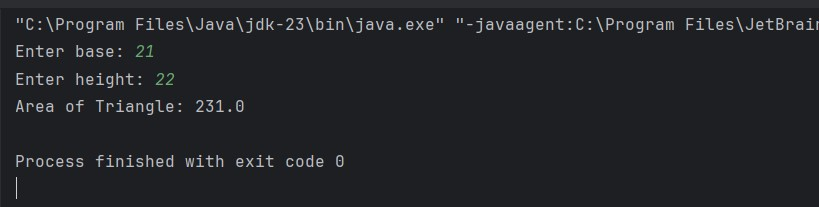 "C:\Program Files\Java\jdk-23\bin\java.exe" "-javaagent:C:\Program Files\JetBrain
Enter base: 21
Enter height: 22
Area of Triangle: 231.0
Process finished with exit code 0